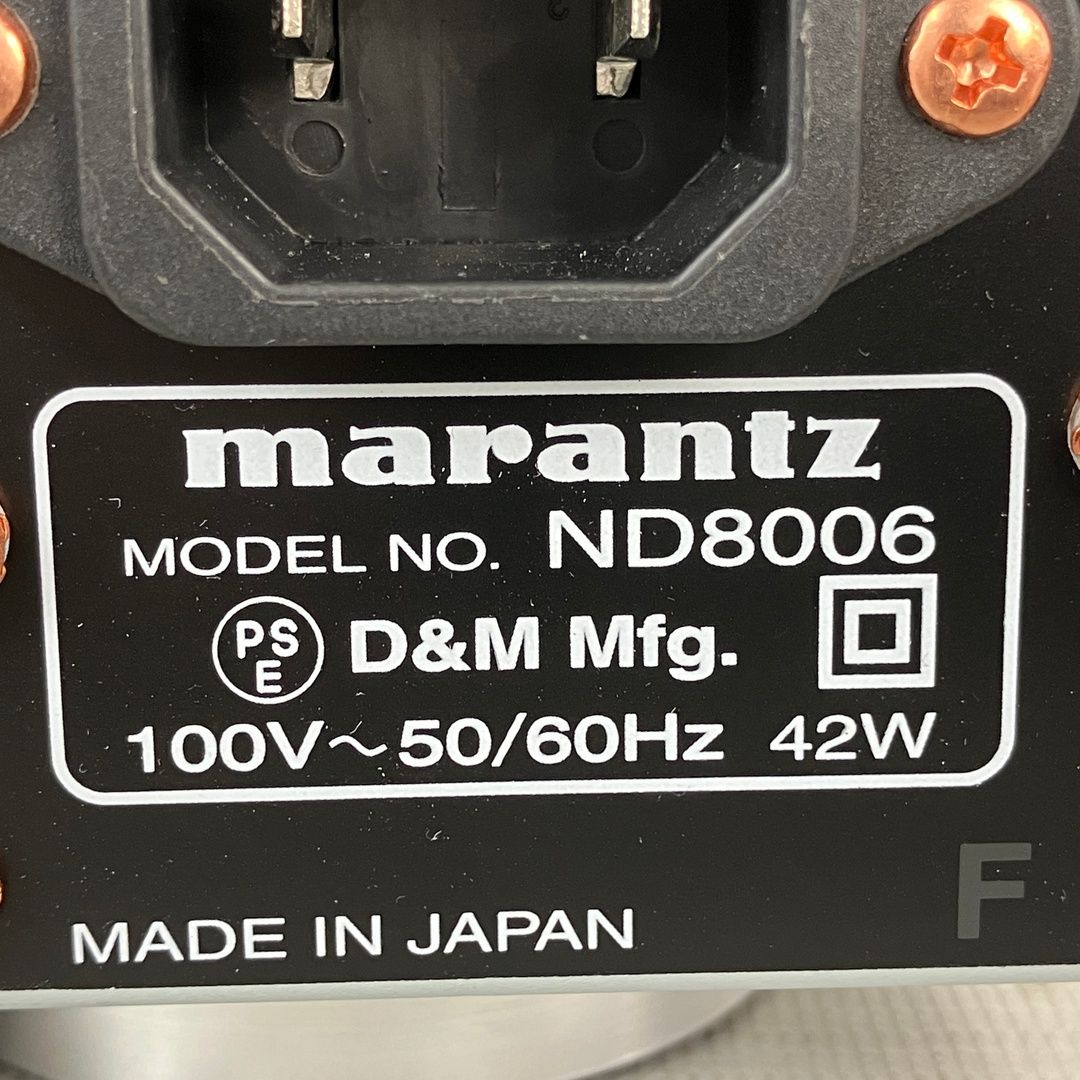 marantz
MODEL NO. ND8006
PS
E
D&M Mfg.
100V～50/60Hz 42W
F
MADE IN JAPAN